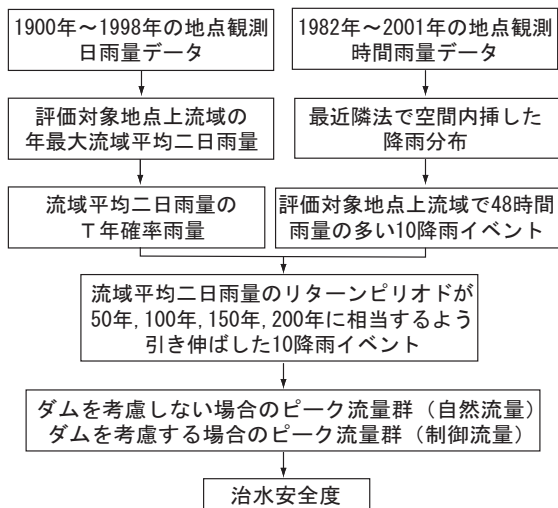 1900年～1998年の地点観測
日雨量データ
1982年～2001年の地点観測
時間雨量データ
評価対象地点上流域の
年最大流域平均二日雨量
最近隣法で空間内挿した
降雨分布
流域平均二日雨量の
Ｔ年確率雨量
評価対象地点上流域で48時間
雨量の多い10降雨イベント
流域平均二日雨量のリターンピリオドが
50年，100年，150年，200年に相当するよう
引き伸ばした10降雨イベント
ダムを考慮しない場合のピーク流量群（自然流量）
ダムを考慮する場合のピーク流量群（制御流量）
治水安全度